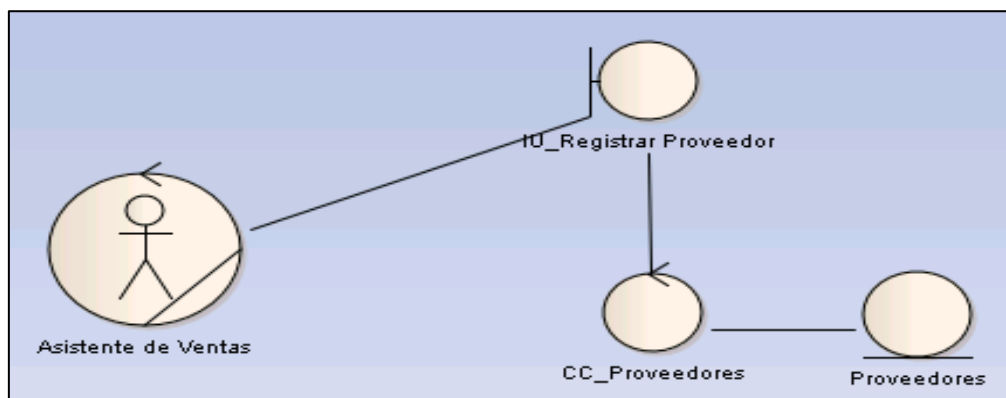 IU_Registrar Proveedor
Asistente de Ventas
CC_Proveedores
Proveedores